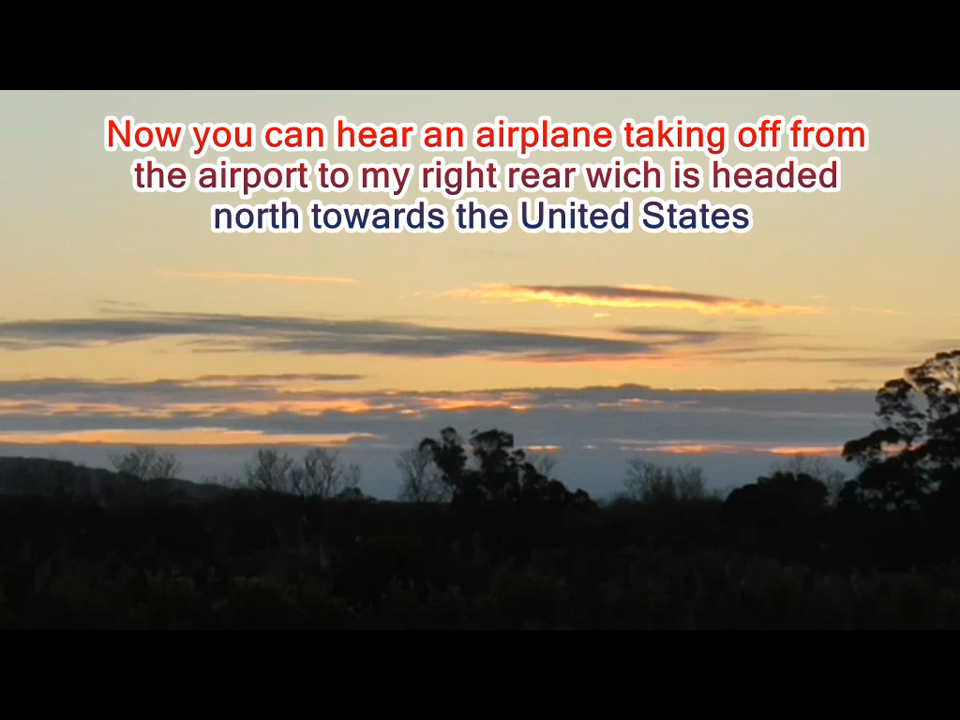 Now you can hear an airplane taking off from
the airport to my right rear wich is headed
north towards the United States